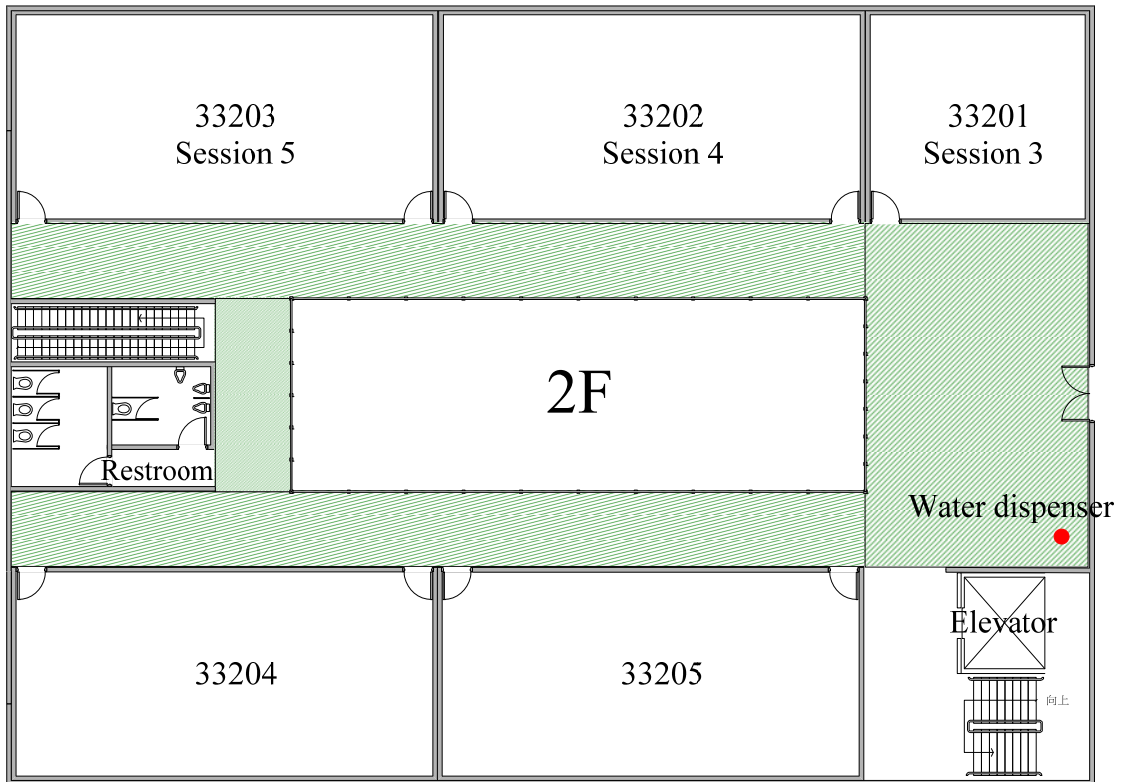 33203
Session 5
33202
Session 4
33201
Session 3
2F
Restroom
Water dispenser
Elevator
33204
33205
向上